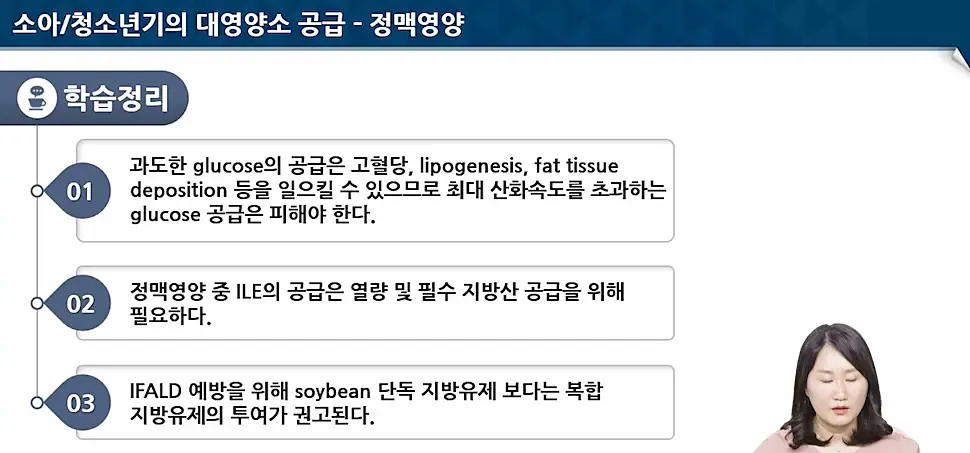 소아/청소년기의 대영양소 공급 - 정맥영양
학습정리
01
과도한 glucose의 공급은 고혈당, lipogenesis, fat tissue
deposition 등을 일으킬 수 있으므로 최대 산화속도를 초과하는
glucose 공급은 피해야 한다.
02
정맥영양 중 ILE의 공급은 열량 및 필수 지방산 공급을 위해
필요하다.
03
IFALD 예방을 위해 soybean 단독 지방유제 보다는 복합
지방유제의 투여가 권고된다.